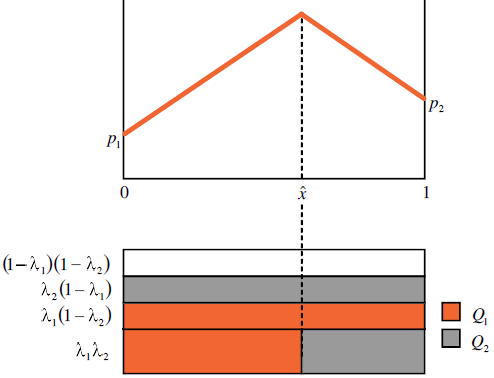 p₁
p₂
0 x̂ 1
(1−λ₁)(1−λ₂)
λ₂(1−λ₁)
λ₁(1−λ₂)
λ₁λ₂
Q₁
Q₂